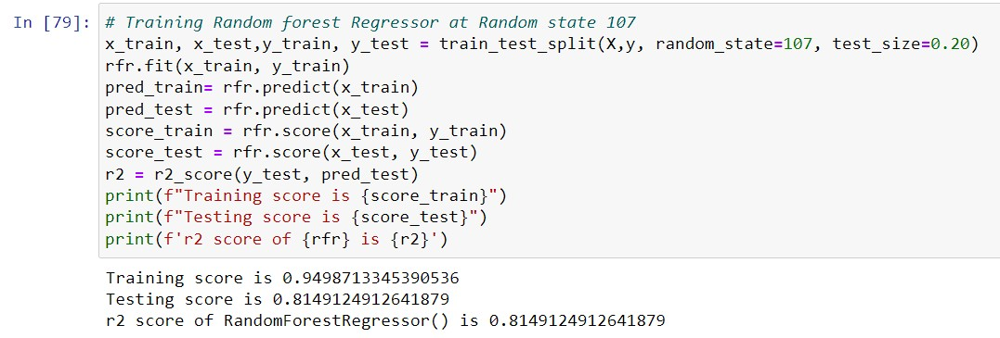 In [79]: # Training Random forest Regressor at Random state 107
x_train, x_test,y_train, y_test = train_test_split(X,y, random_state=107, test_size=0.20)
rfr.fit(x_train, y_train)
pred_train= rfr.predict(x_train)
pred_test = rfr.predict(x_test)
score_train = rfr.score(x_train, y_train)
score_test = rfr.score(x_test, y_test)
r2 = r2_score(y_test, pred_test)
print(f"Training score is {score_train}")
print(f"Testing score is {score_test}")
print(f'r2 score of {rfr} is {r2}')
Training score is 0.9498713345390536
Testing score is 0.8149124912641879
r2 score of RandomForestRegressor() is 0.8149124912641879